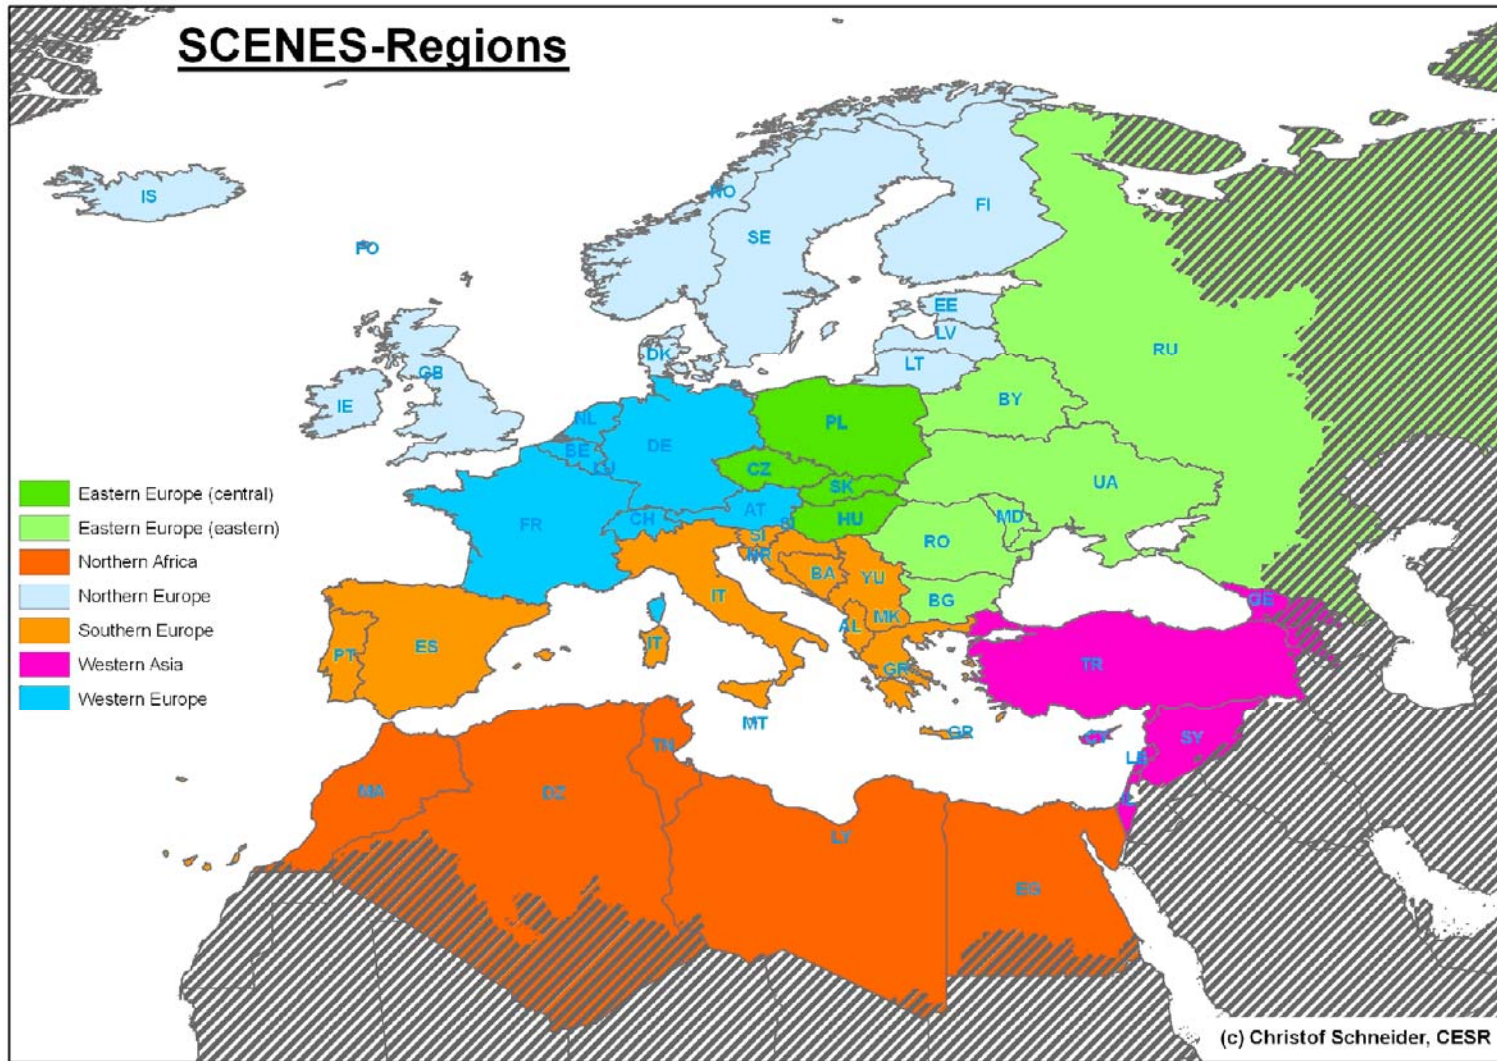 SCENES-Regions
IS
NO
FI
SE
FO
EE
LV
RU
LT
DK
GB
IE
BY
NL
PL
DE
BE
LU
CZ
SK
UA
Eastern Europe (central)
Eastern Europe (eastern)
Northern Africa
Northern Europe
Southern Europe
Western Asia
Western Europe
FR
CH
AT
HU
MD
SI
RO
HR
BA
YU
IT
BG
GE
AL
MK
PT
ES
IT
GR
TR
MT
GR
CY
SY
LB
IL
TN
MA
DZ
LY
EG
(c) Christof Schneider, CESR